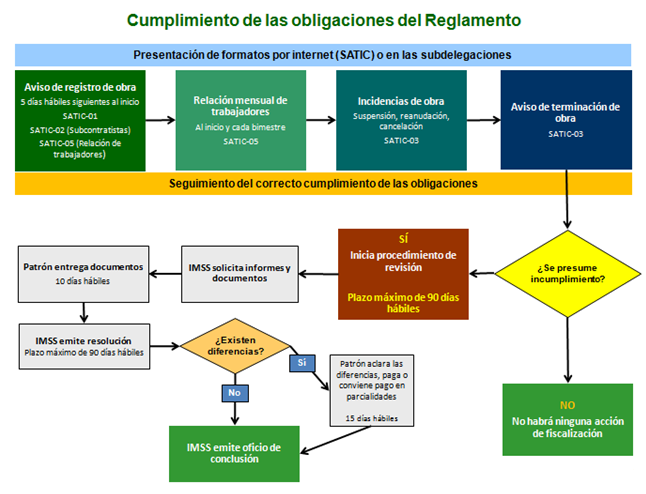 Cumplimiento de las obligaciones del Reglamento
Presentación de formatos por internet (SATIC) o en las subdelegaciones
Aviso de registro de obra
5 días hábiles siguientes al inicio
SATIC-01
SATIC-02 (Subcontratistas)
SATIC-05 (Relación de
trabajadores)
Relación mensual de
trabajadores
Al inicio y cada bimestre
SATIC-05
Incidencias de obra
Suspensión, reanudación,
cancelación
SATIC-03
Aviso de terminación de
obra
SATIC-03
Seguimiento del correcto cumplimiento de las obligaciones
¿Se presume
incumplimiento?
SÍ
Inicia procedimiento de
revisión
Plazo máximo de 90 días
hábiles
IMSS solicita informes y
documentos
Patrón entrega documentos
10 días hábiles
IMSS emite resolución
Plazo máximo de 90 días hábiles
¿Existen
diferencias?
Sí
No
Patrón aclara las
diferencias, paga o
conviene pago en
parcialidades
15 días hábiles
IMSS emite oficio de
conclusión
NO
No habrá ninguna acción
de fiscalización